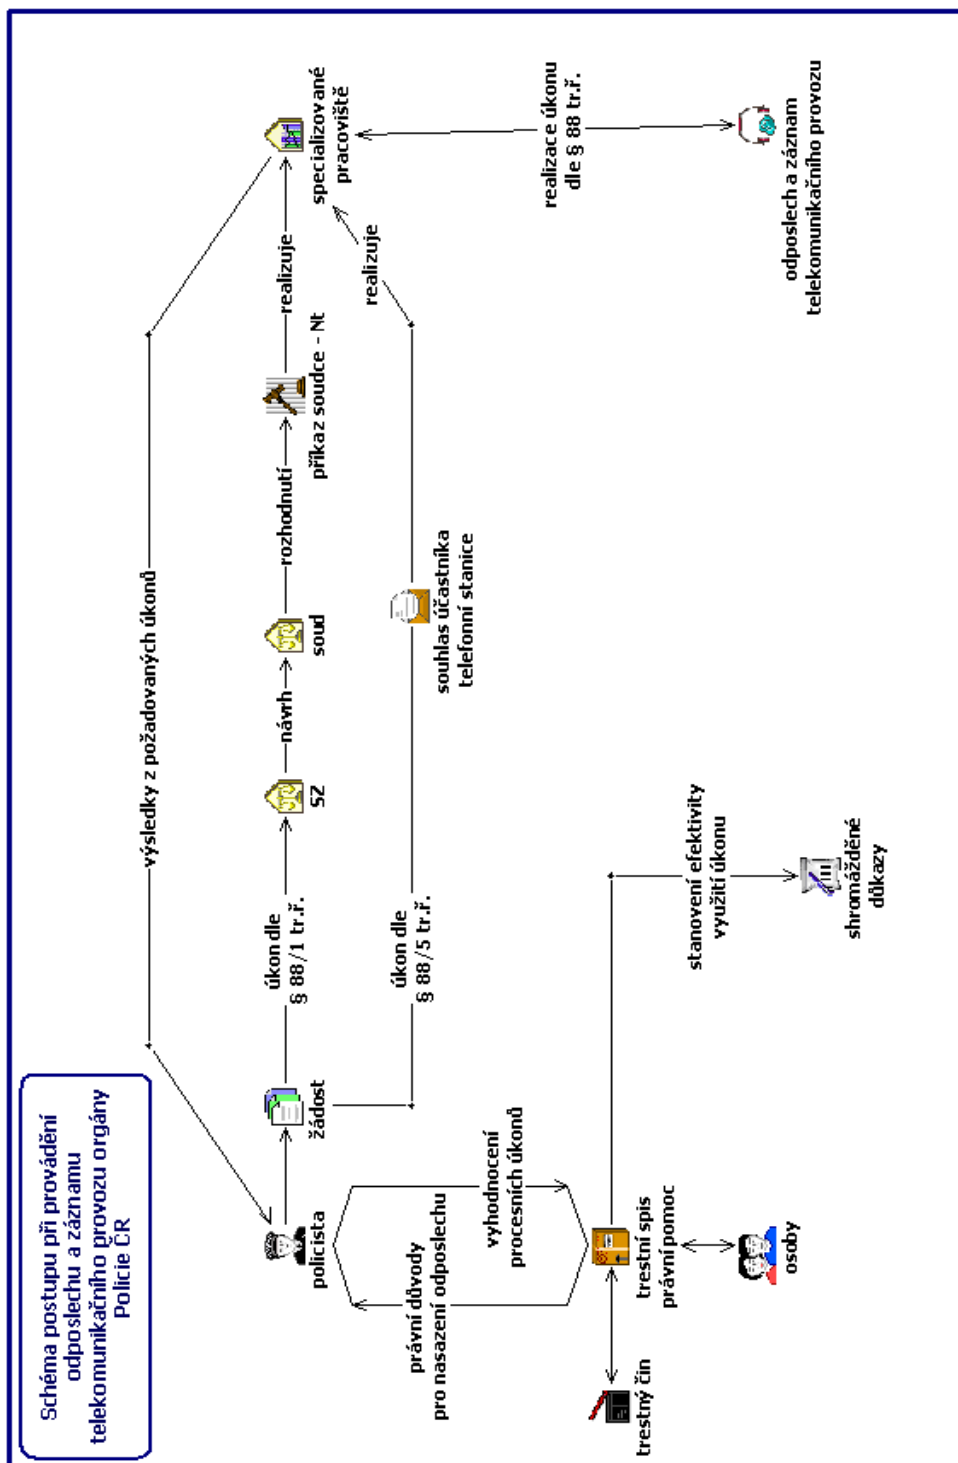 Schéma postupu při provádění
odposlechu a záznamu
telekomunikačního provozu orgány
Policie ČR
výsledky z požadovaných úkonů
policista
žádost
úkon dle
§ 88/1 tr.ř.
SZ
návrh
soud
rozhodnutí
příkaz soudce - Nt
realizuje
specializované
pracoviště
úkon dle
§ 88/5 tr.ř.
souhlas účastníka
telefonní stanice
realizuje
realizace úkonu
dle § 88 tr.ř.
odposlech a záznam
telekomunikačního provozu
právní důvody
pro nasazení odposlechu
vyhodnocení
procesních úkonů
trestný čin
trestní spis
právní pomoc
osoby
stanovení efektivity
využití úkonu
shromážděné
důkazy